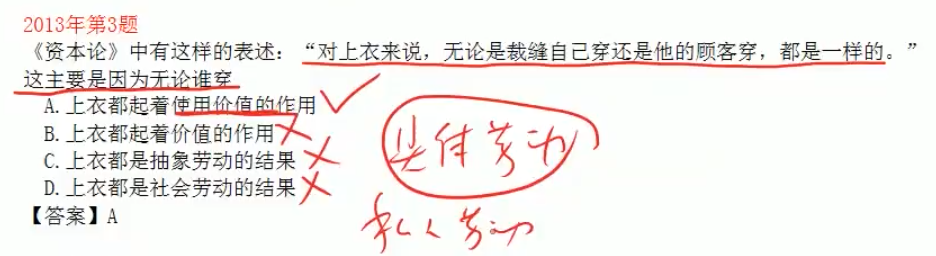 2013年第3题
《资本论》中有这样的表述：“对上衣来说，无论是裁缝自己穿还是他的顾客穿，都是一样的。”
这主要是因为无论谁穿
A.上衣都起着使用价值的作用
B.上衣都起着价值的作用
C.上衣都是抽象劳动的结果
D.上衣都是社会劳动的结果
【答案】A
具体劳动
私人劳动